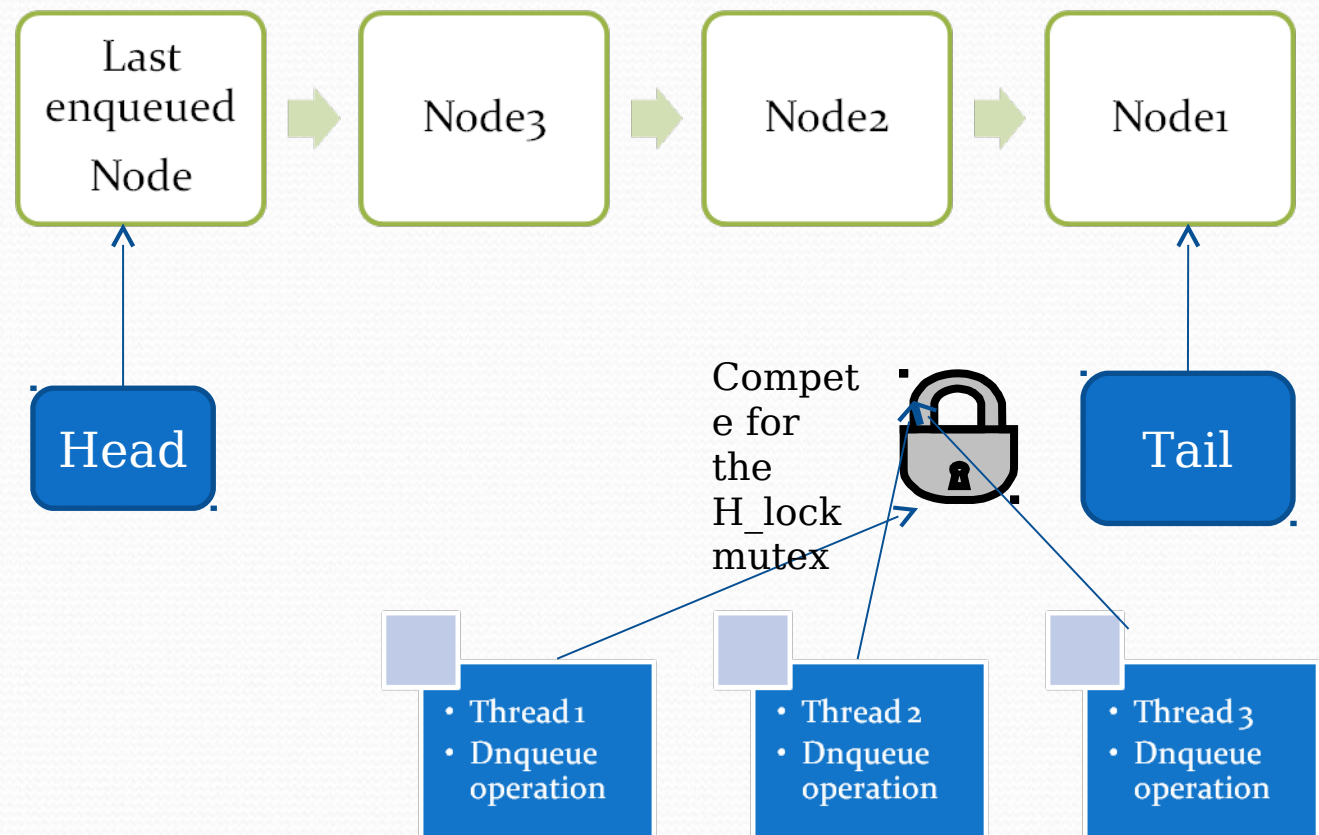 Last
enqueued
Node
Node3
Node2
Node1
Head
Compet
e for
the
H_lock
mutex
Tail
• Thread 1
• Dnqueue
operation
• Thread 2
• Dnqueue
operation
• Thread 3
• Dnqueue
operation